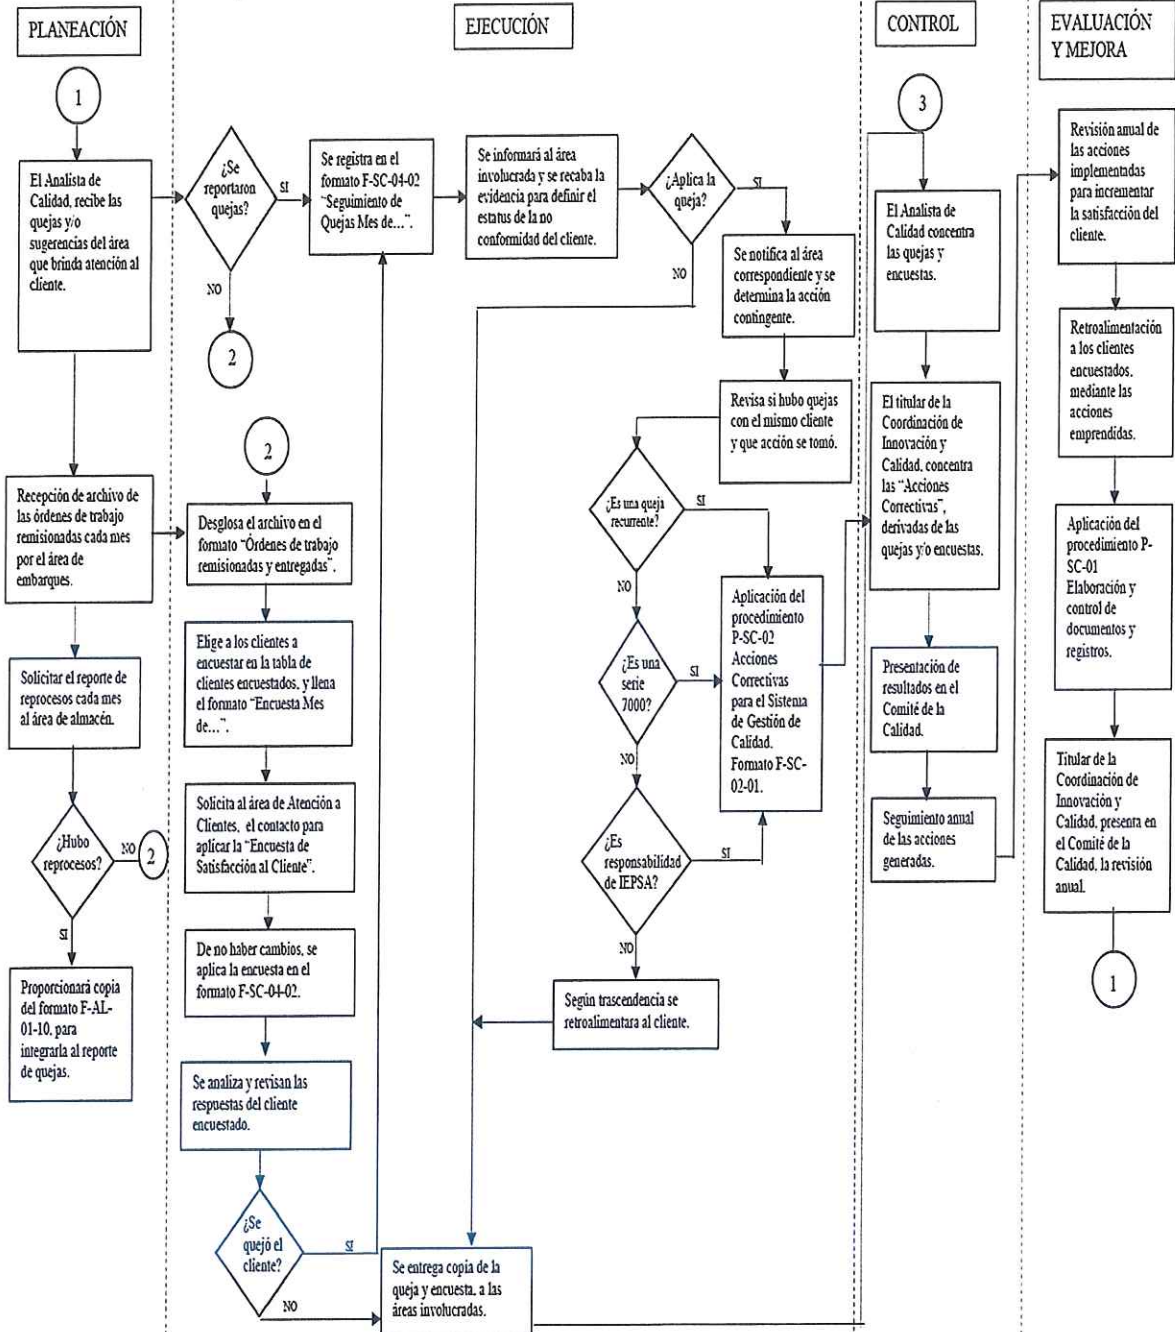 PLANEACIÓN
1
El Analista de
Calidad, recibe las
quejas y/o
sugerencias del área
que brinda atención al
cliente.
Recepción de archivo de
las órdenes de trabajo
remisionadas cada mes
por el área de
embarques.
Solicitar el reporte de
reprocesos cada mes
al área de almacén.
¿Hubo
reprocesos?
NO
2
SI
Proporcionará copia
del formato F-AL-
01-10, para
integrarla al reporte
de quejas.
EJECUCIÓN
¿Se
reportaron
quejas?
SI
NO
2
Se registra en el
formato F-SC-04-02
"Seguimiento de
Quejas Mes de...".
Se informará al área
involucrada y se recaba la
evidencia para definir el
estatus de la no
conformidad del cliente.
¿Aplica la
queja?
SI
NO
Se notifica al área
correspondiente y se
determina la acción
contingente.
Revisa si hubo quejas
con el mismo cliente
y que acción se tomó.
¿Es una queja
recurrente?
SI
NO
¿Es una
serie
7000?
SI
NO
¿Es
responsabilidad
de IEPSA?
SI
NO
Aplicación del
procedimiento
P-SC-02
Acciones
Correctivas
para el Sistema
de Gestión de
Calidad.
Formato F-SC-
02-01.
Según trascendencia se
retroalimentara al cliente.
2
Desglosa el archivo en el
formato "Órdenes de trabajo
remisionadas y entregadas".
Elige a los clientes a
encuestar en la tabla de
clientes encuestados, y llena
el formato "Encuesta Mes
de...".
Solicita al área de Atención a
Clientes, el contacto para
aplicar la "Encuesta de
Satisfacción al Cliente".
De no haber cambios, se
aplica la encuesta en el
formato F-SC-04-02.
Se analiza y revisan las
respuestas del cliente
encuestado.
¿Se
quejó el
cliente?
SI
NO
Se entrega copia de la
queja y encuesta, a las
áreas involucradas.
CONTROL
3
El Analista de
Calidad concentra
las quejas y
encuestas.
El titular de la
Coordinación de
Innovación y
Calidad, concentra
las "Acciones
Correctivas",
derivadas de las
quejas y/o encuestas.
Presentación de
resultados en el
Comité de la
Calidad.
Seguimiento anual
de las acciones
generadas.
EVALUACIÓN
Y MEJORA
Revisión anual de
las acciones
implementadas
para incrementar
la satisfacción del
cliente.
Retroalimentación
a los clientes
encuestados,
mediante las
acciones
emprendidas.
Aplicación del
procedimiento P-
SC-01
Elaboración y
control de
documentos y
registros.
Titular de la
Coordinación de
Innovación y
Calidad, presenta en
el Comité de la
Calidad, la revisión
anual.
1